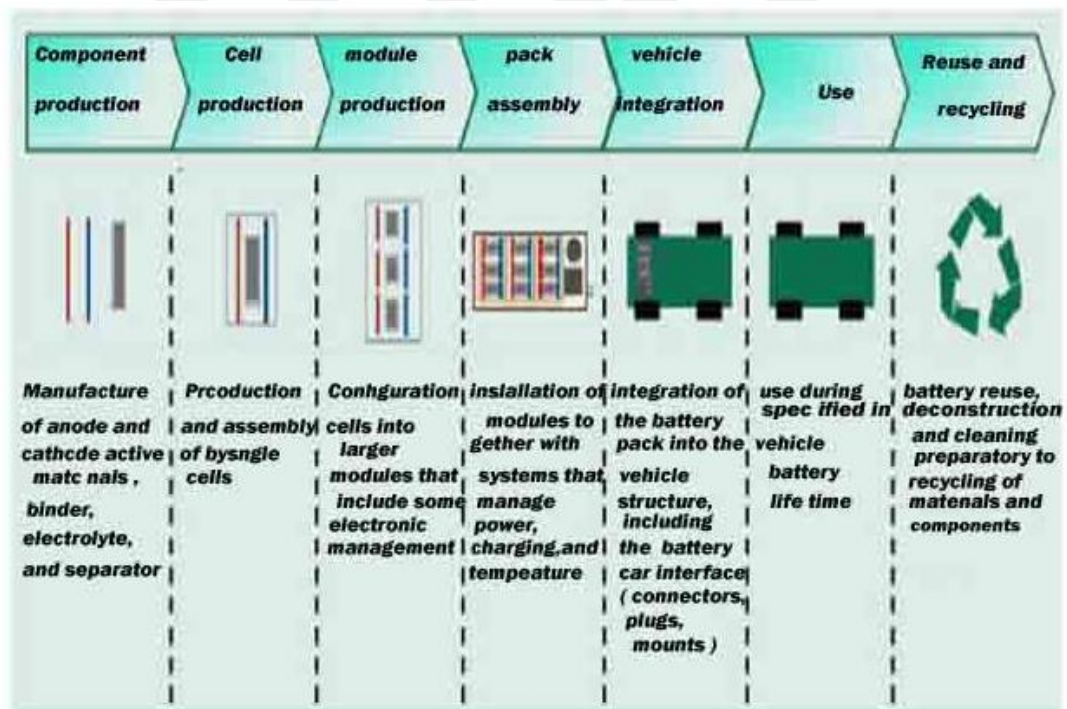 Component
production
Cell
production
module
production
pack
assembly
vehicle
integration
Use
Reuse and
recycling
Manufacture
of anode and
cathcde active
matc nals ,
binder,
electrolyte,
and separator
Prcoduction
and assembly
of bysngle
cells
Conhguration
cells into
larger
modules that
include some
electronic
management
inslallation of
modules to
gether with
systems that
manage
power,
charging,and
tempeature
integration of
the battery
pack into the
vehicle
structure,
including
the battery
car interface
( connectors,
plugs,
mounts )
use during
spec ified in
vehicle
battery
life time
battery reuse,
deconstruction
and cleaning
preparatory to
recycling of
matenals and
components